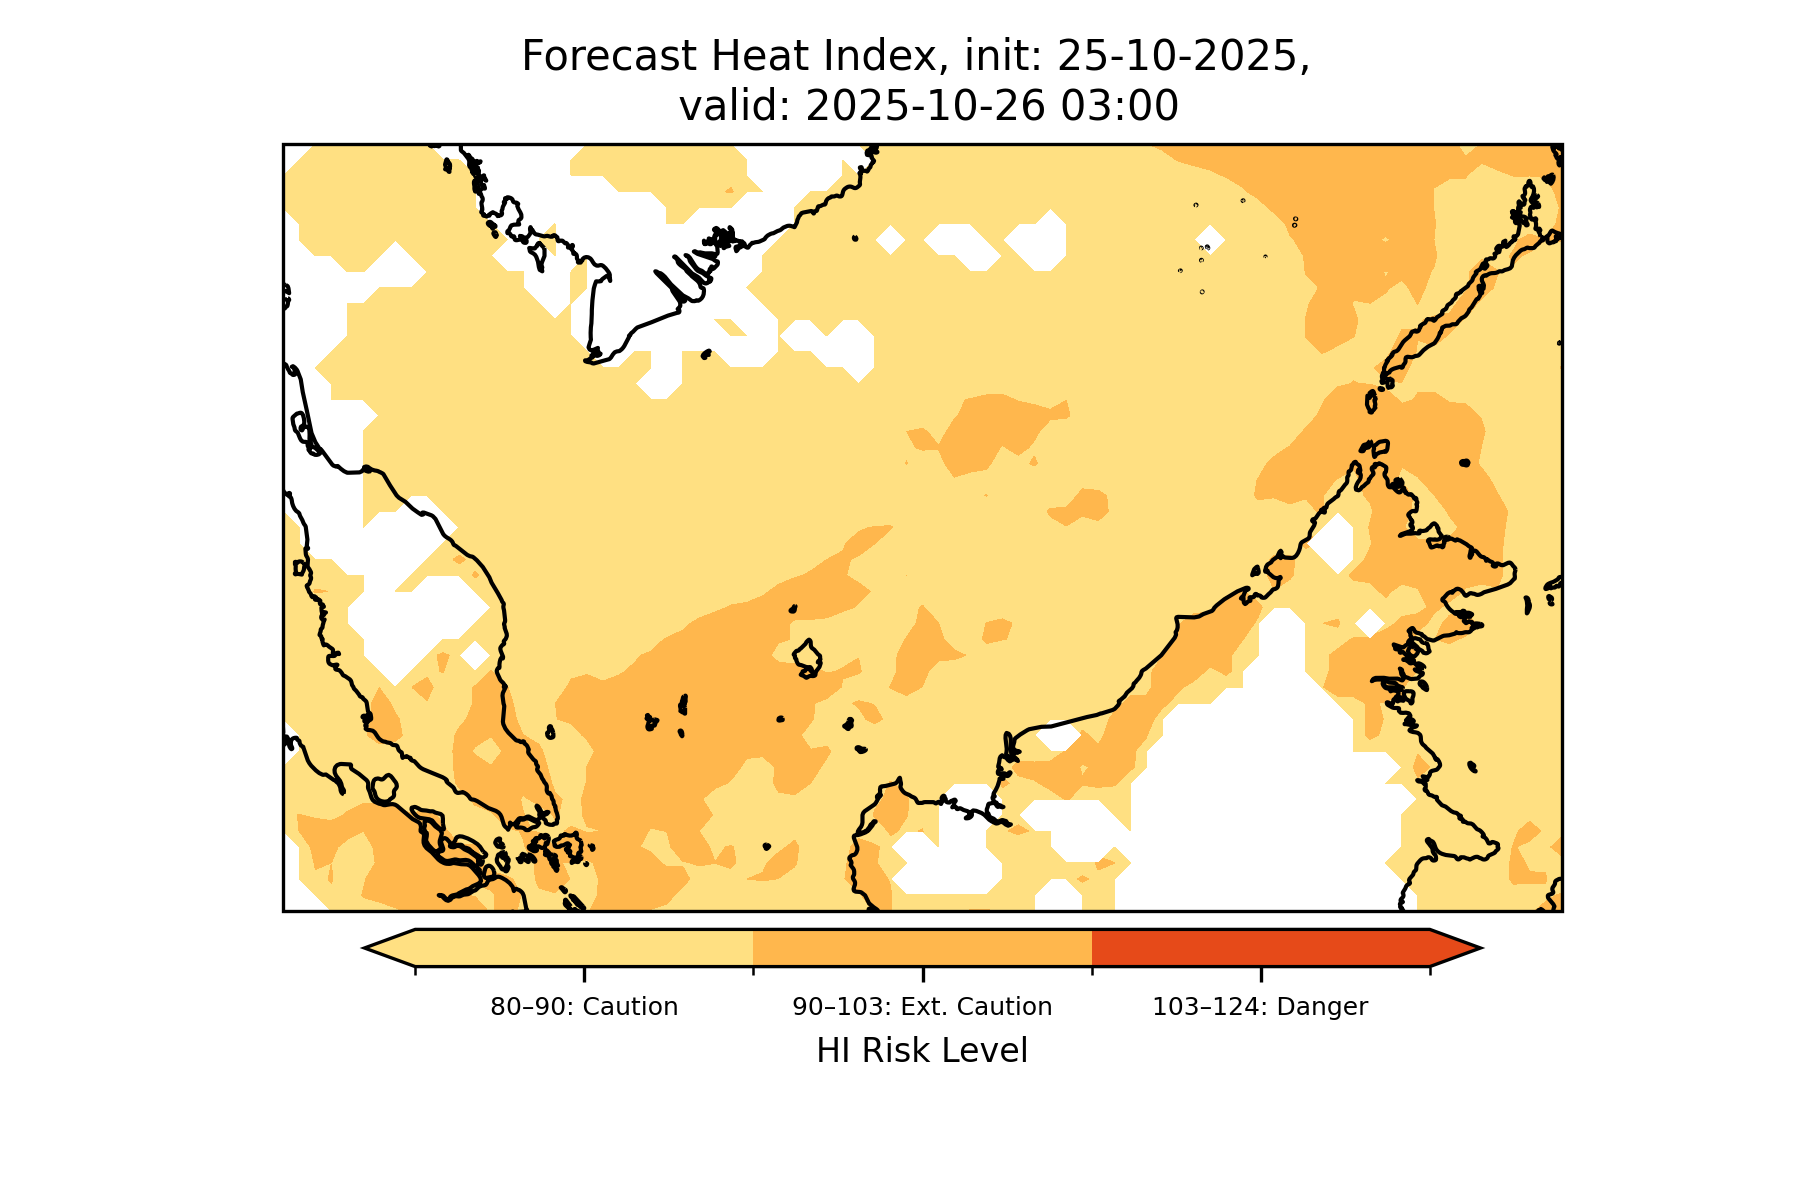 Forecast Heat Index, init: 25-10-2025,
valid: 2025-10-26 03:00
80–90: Caution
90–103: Ext. Caution
103–124: Danger
HI Risk Level